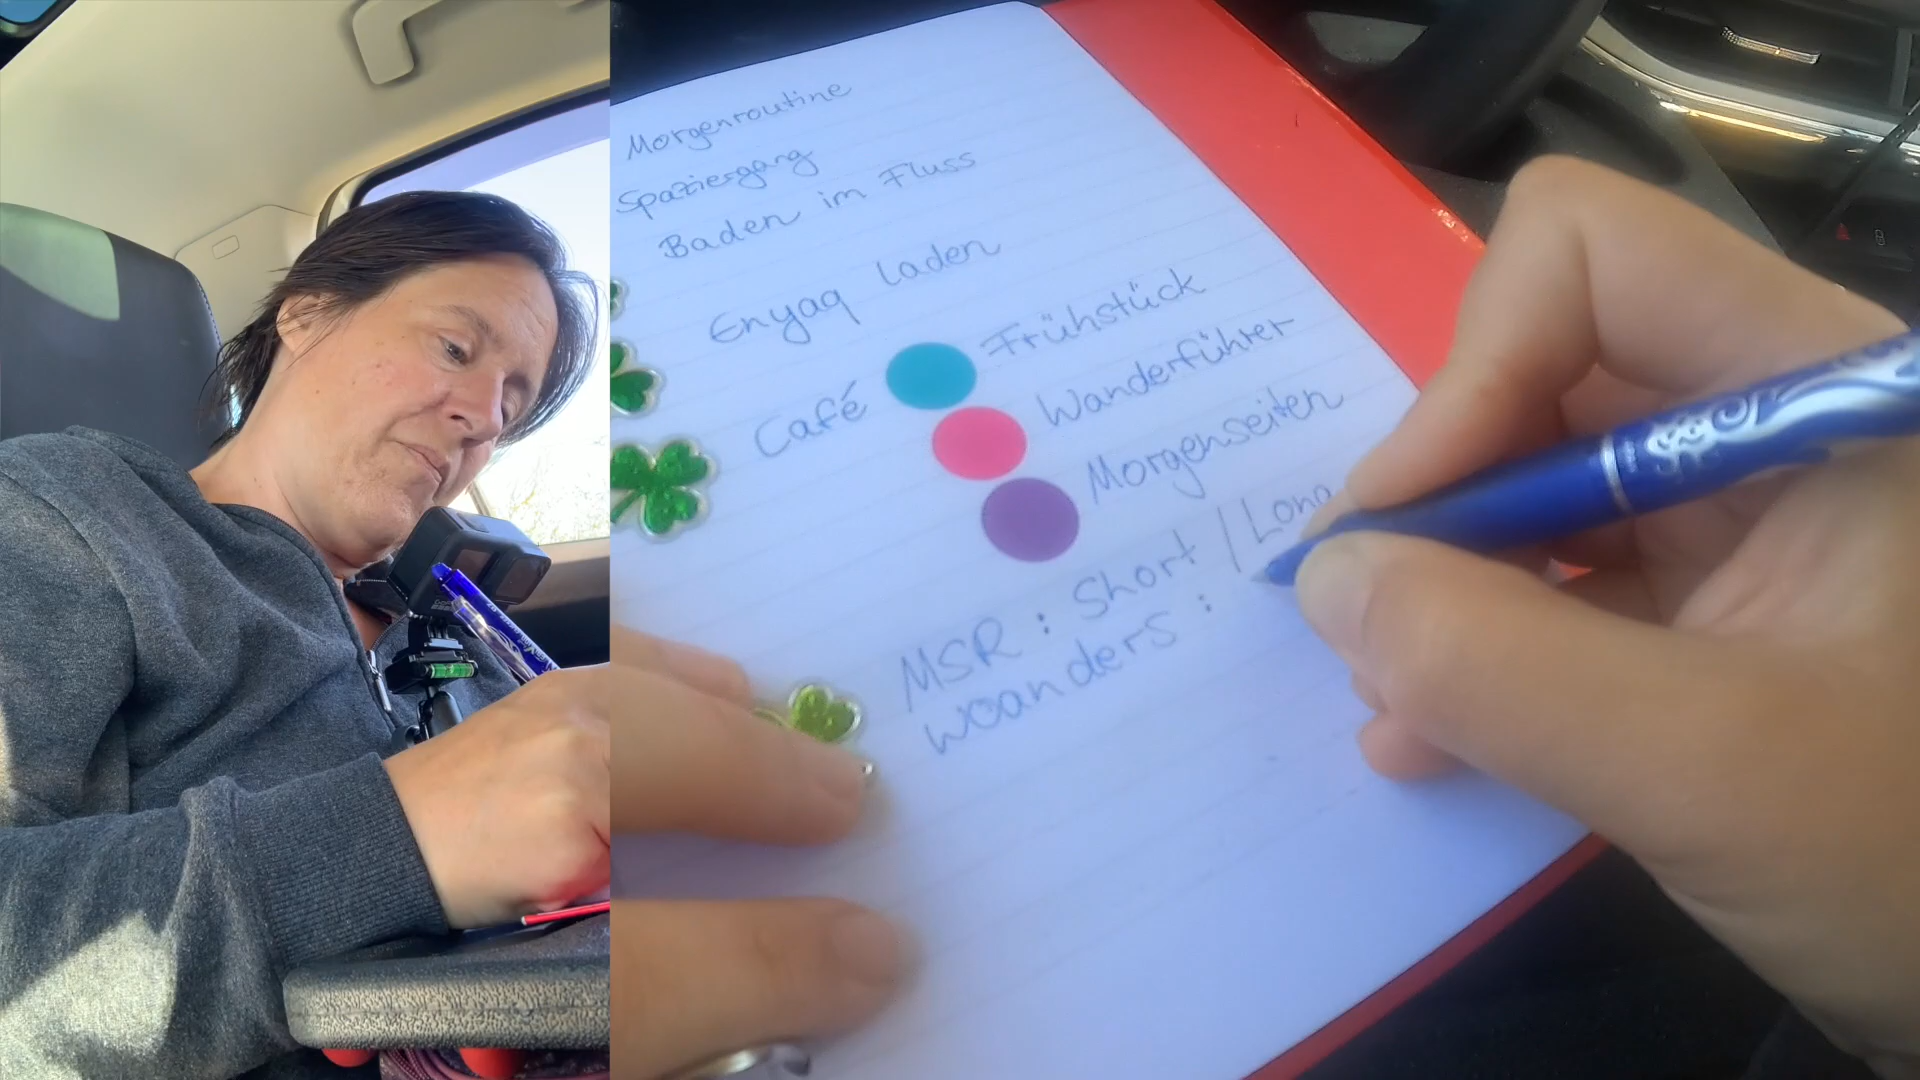 Morgenroutine
Spaziergang
Baden im Fluss
Enyaq laden
Café
Frühstück
Wanderführer
Morgenseiten
MSR : Short / Long
woanders :